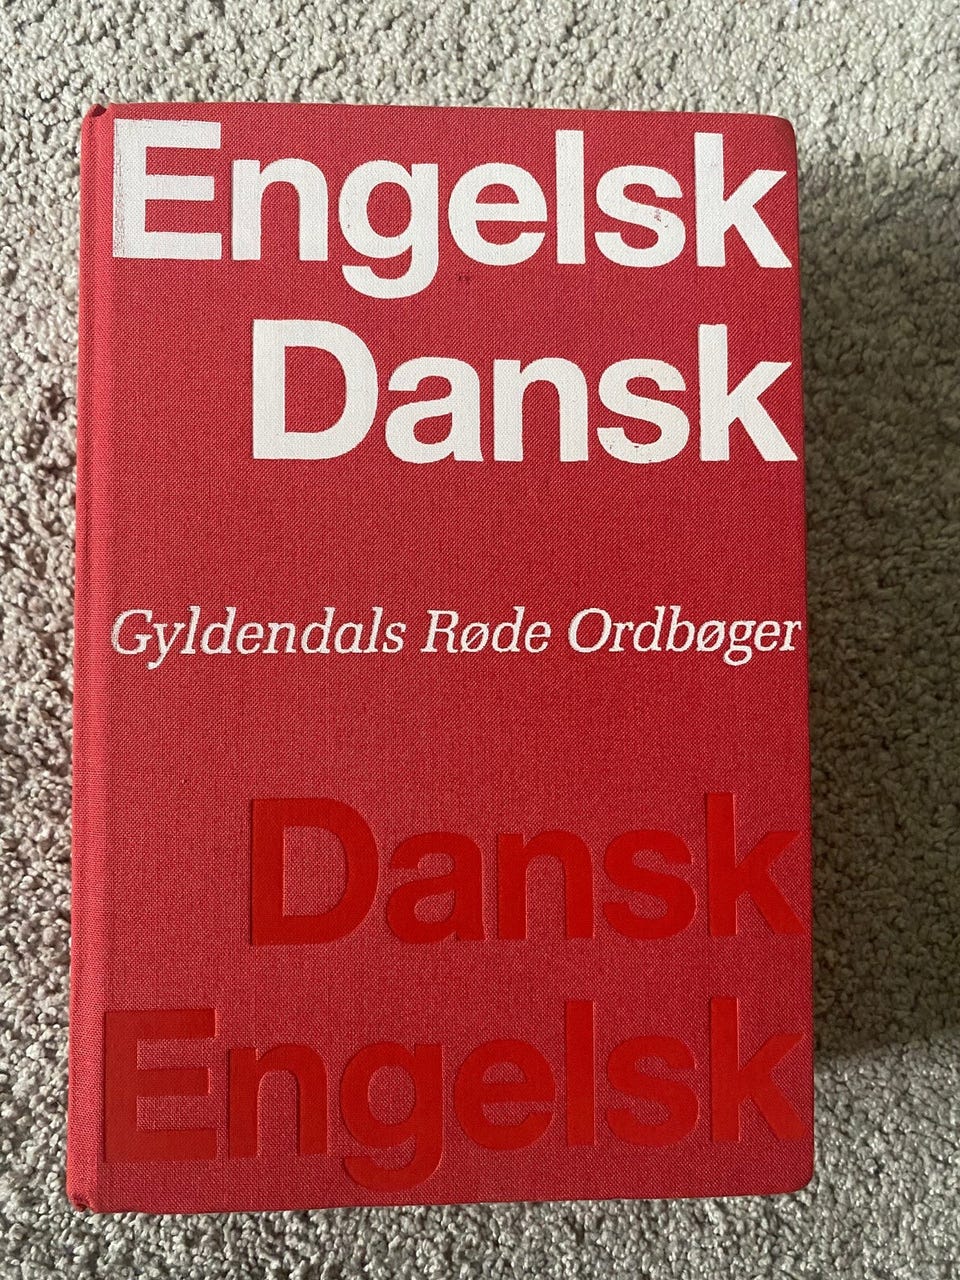 Engelsk
Dansk
Gyldendals Røde Ordbøger
Dansk
Engelsk